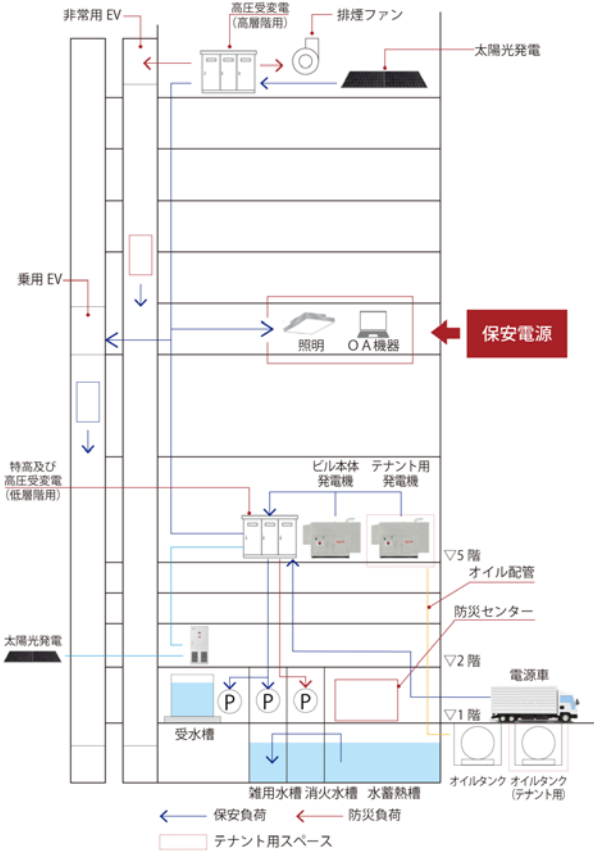 非常用 EV
高圧受変電
(高層階用)
排煙ファン
太陽光発電
乗用 EV
照明
ＯＡ機器
保安電源
特高及び
高圧受変電
(低層階用)
ビル本体
発電機
テナント用
発電機
▽5 階
オイル配管
防災センター
太陽光発電
▽2 階
電源車
P
P
P
▽1 階
受水槽
オイルタンク
オイルタンク
(テナント用)
雑用水槽
消火水槽
水蓄熱槽
保安負荷
防災負荷
テナント用スペース